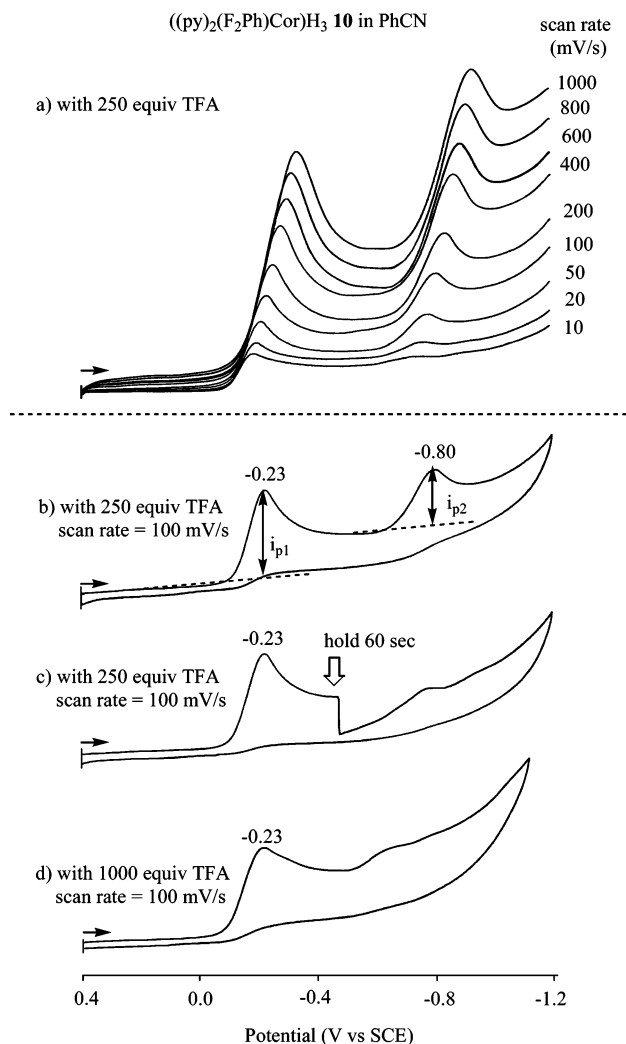 ((py)₂(F₂Ph)Cor)H₃ 10 in PhCN
scan rate
(mV/s)
a) with 250 equiv TFA
1000
800
600
400
200
100
50
20
10
-0.80
-0.23
b) with 250 equiv TFA
scan rate = 100 mV/s
iₚ₁
iₚ₂
-0.23
hold 60 sec
c) with 250 equiv TFA
scan rate = 100 mV/s
-0.23
d) with 1000 equiv TFA
scan rate = 100 mV/s
0.4 0.0 -0.4 -0.8 -1.2
Potential (V vs SCE)